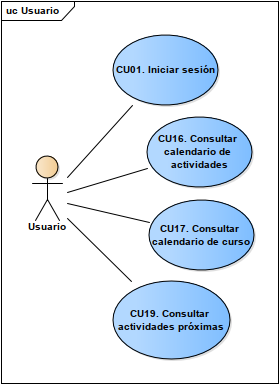 uc Usuario
CU01. Iniciar sesión
CU16. Consultar
calendario de
actividades
Usuario
CU17. Consultar
calendario de curso
CU19. Consultar
actividades próximas